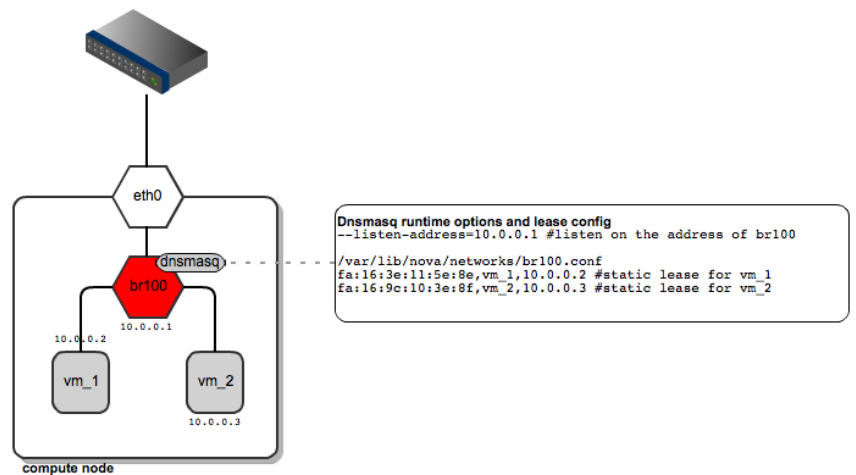 eth0
dnsmasq
br100
10.0.0.1
10.0.0.2
vm_1
vm_2
10.0.0.3
compute node
Dnsmasq runtime options and lease config
--listen-address=10.0.0.1 #listen on the address of br100
/var/lib/nova/networks/br100.conf
fa:16:3e:11:5e:8e,vm_1,10.0.0.2 #static lease for vm_1
fa:16:9c:10:3e:8f,vm_2,10.0.0.3 #static lease for vm_2